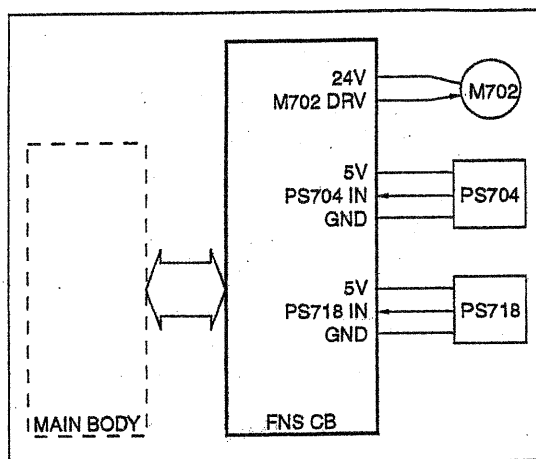 24V
M702 DRV
M702
5V
PS704 IN
GND
PS704
5V
PS718 IN
GND
PS718
MAIN BODY
FNS CB